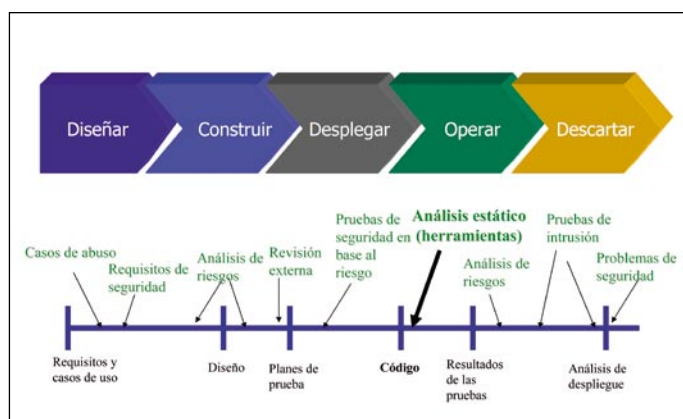 Diseñar
Construir
Desplegar
Operar
Descartar
Casos de abuso
Requisitos de
seguridad
Análisis de
riesgos
Revisión
externa
Pruebas de
seguridad en
base al
riesgo
Análisis estático
(herramientas)
Análisis de
riesgos
Pruebas de
intrusión
Problemas de
seguridad
Requisitos y
casos de uso
Diseño
Planes de
prueba
Código
Resultados
de las
pruebas
Análisis de
despliegue